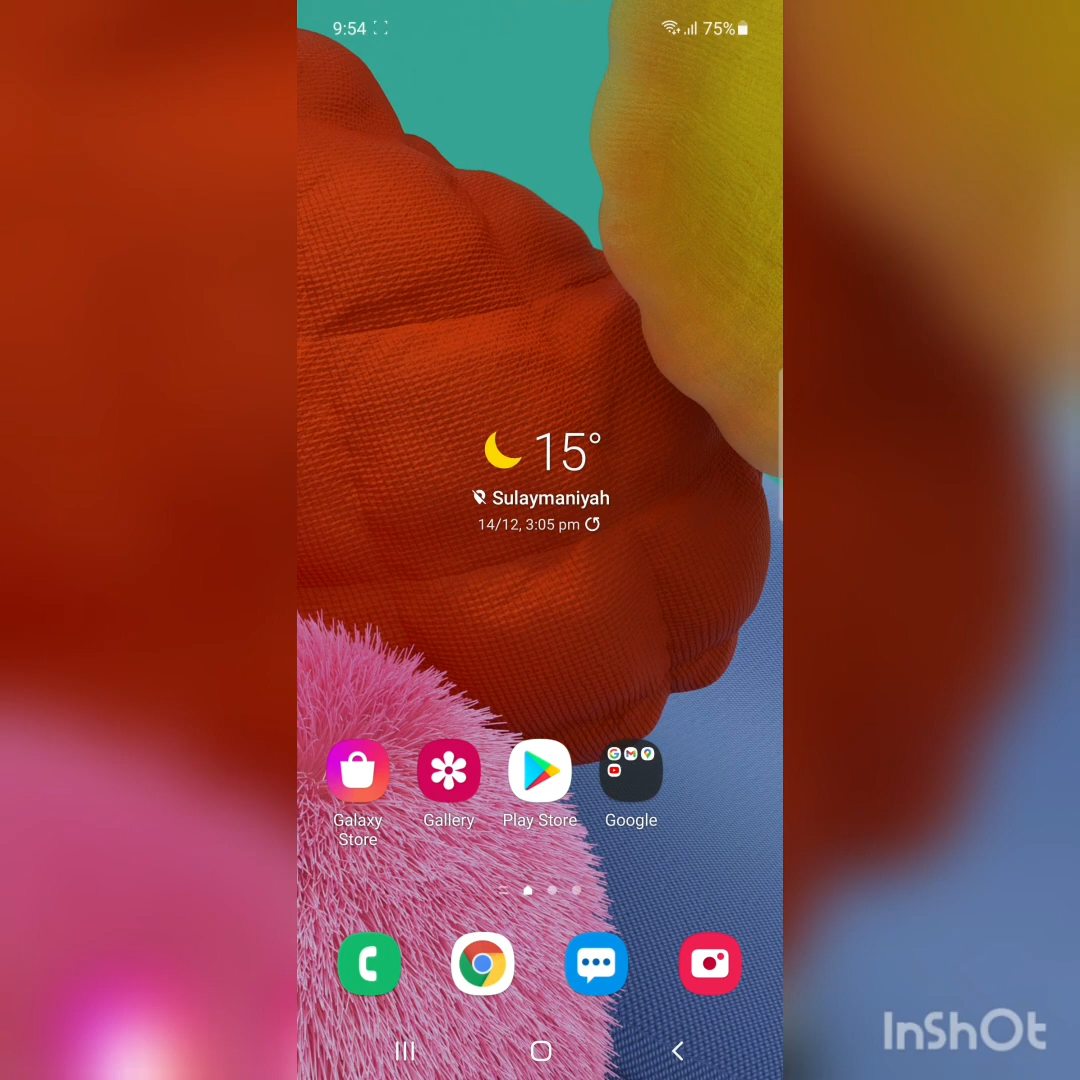 9:54 75%
15°
Sulaymaniyah
14/12, 3:05 pm
Galaxy Store
Gallery
Play Store
Google
InShOt